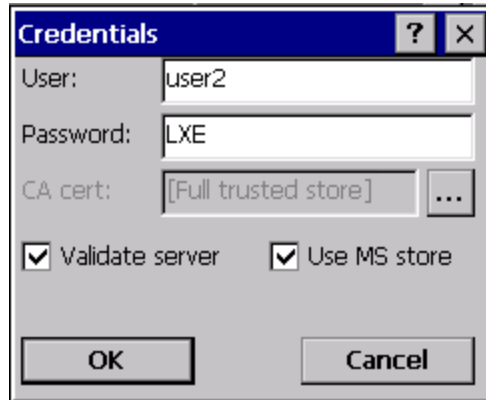 Credentials ?
User: user2
Password: LXE
CA cert: [Full trusted store] ...
Validate server Use MS store
OK Cancel